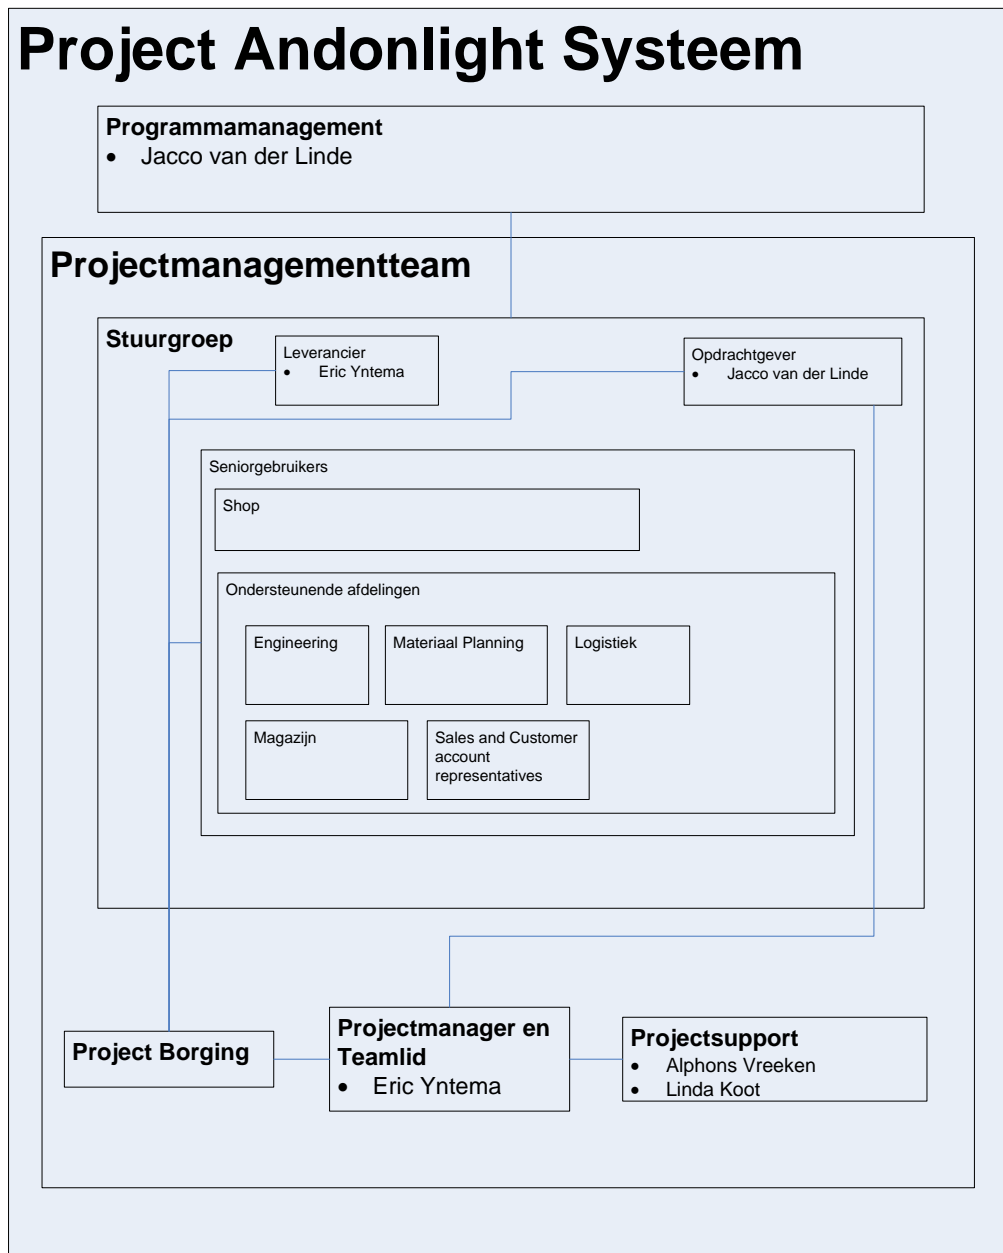 Project Andonlight Systeem
Programmamanagement
• Jacco van der Linde
Projectmanagementteam
Stuurgroep
Leverancier
• Eric Yntema
Opdrachtgever
• Jacco van der Linde
Seniorgebruikers
Shop
Ondersteunende afdelingen
Engineering
Materiaal Planning
Logistiek
Magazijn
Sales and Customer
account
representatives
Project Borging
Projectmanager en
Teamlid
• Eric Yntema
Projectsupport
• Alphons Vreeken
• Linda Koot